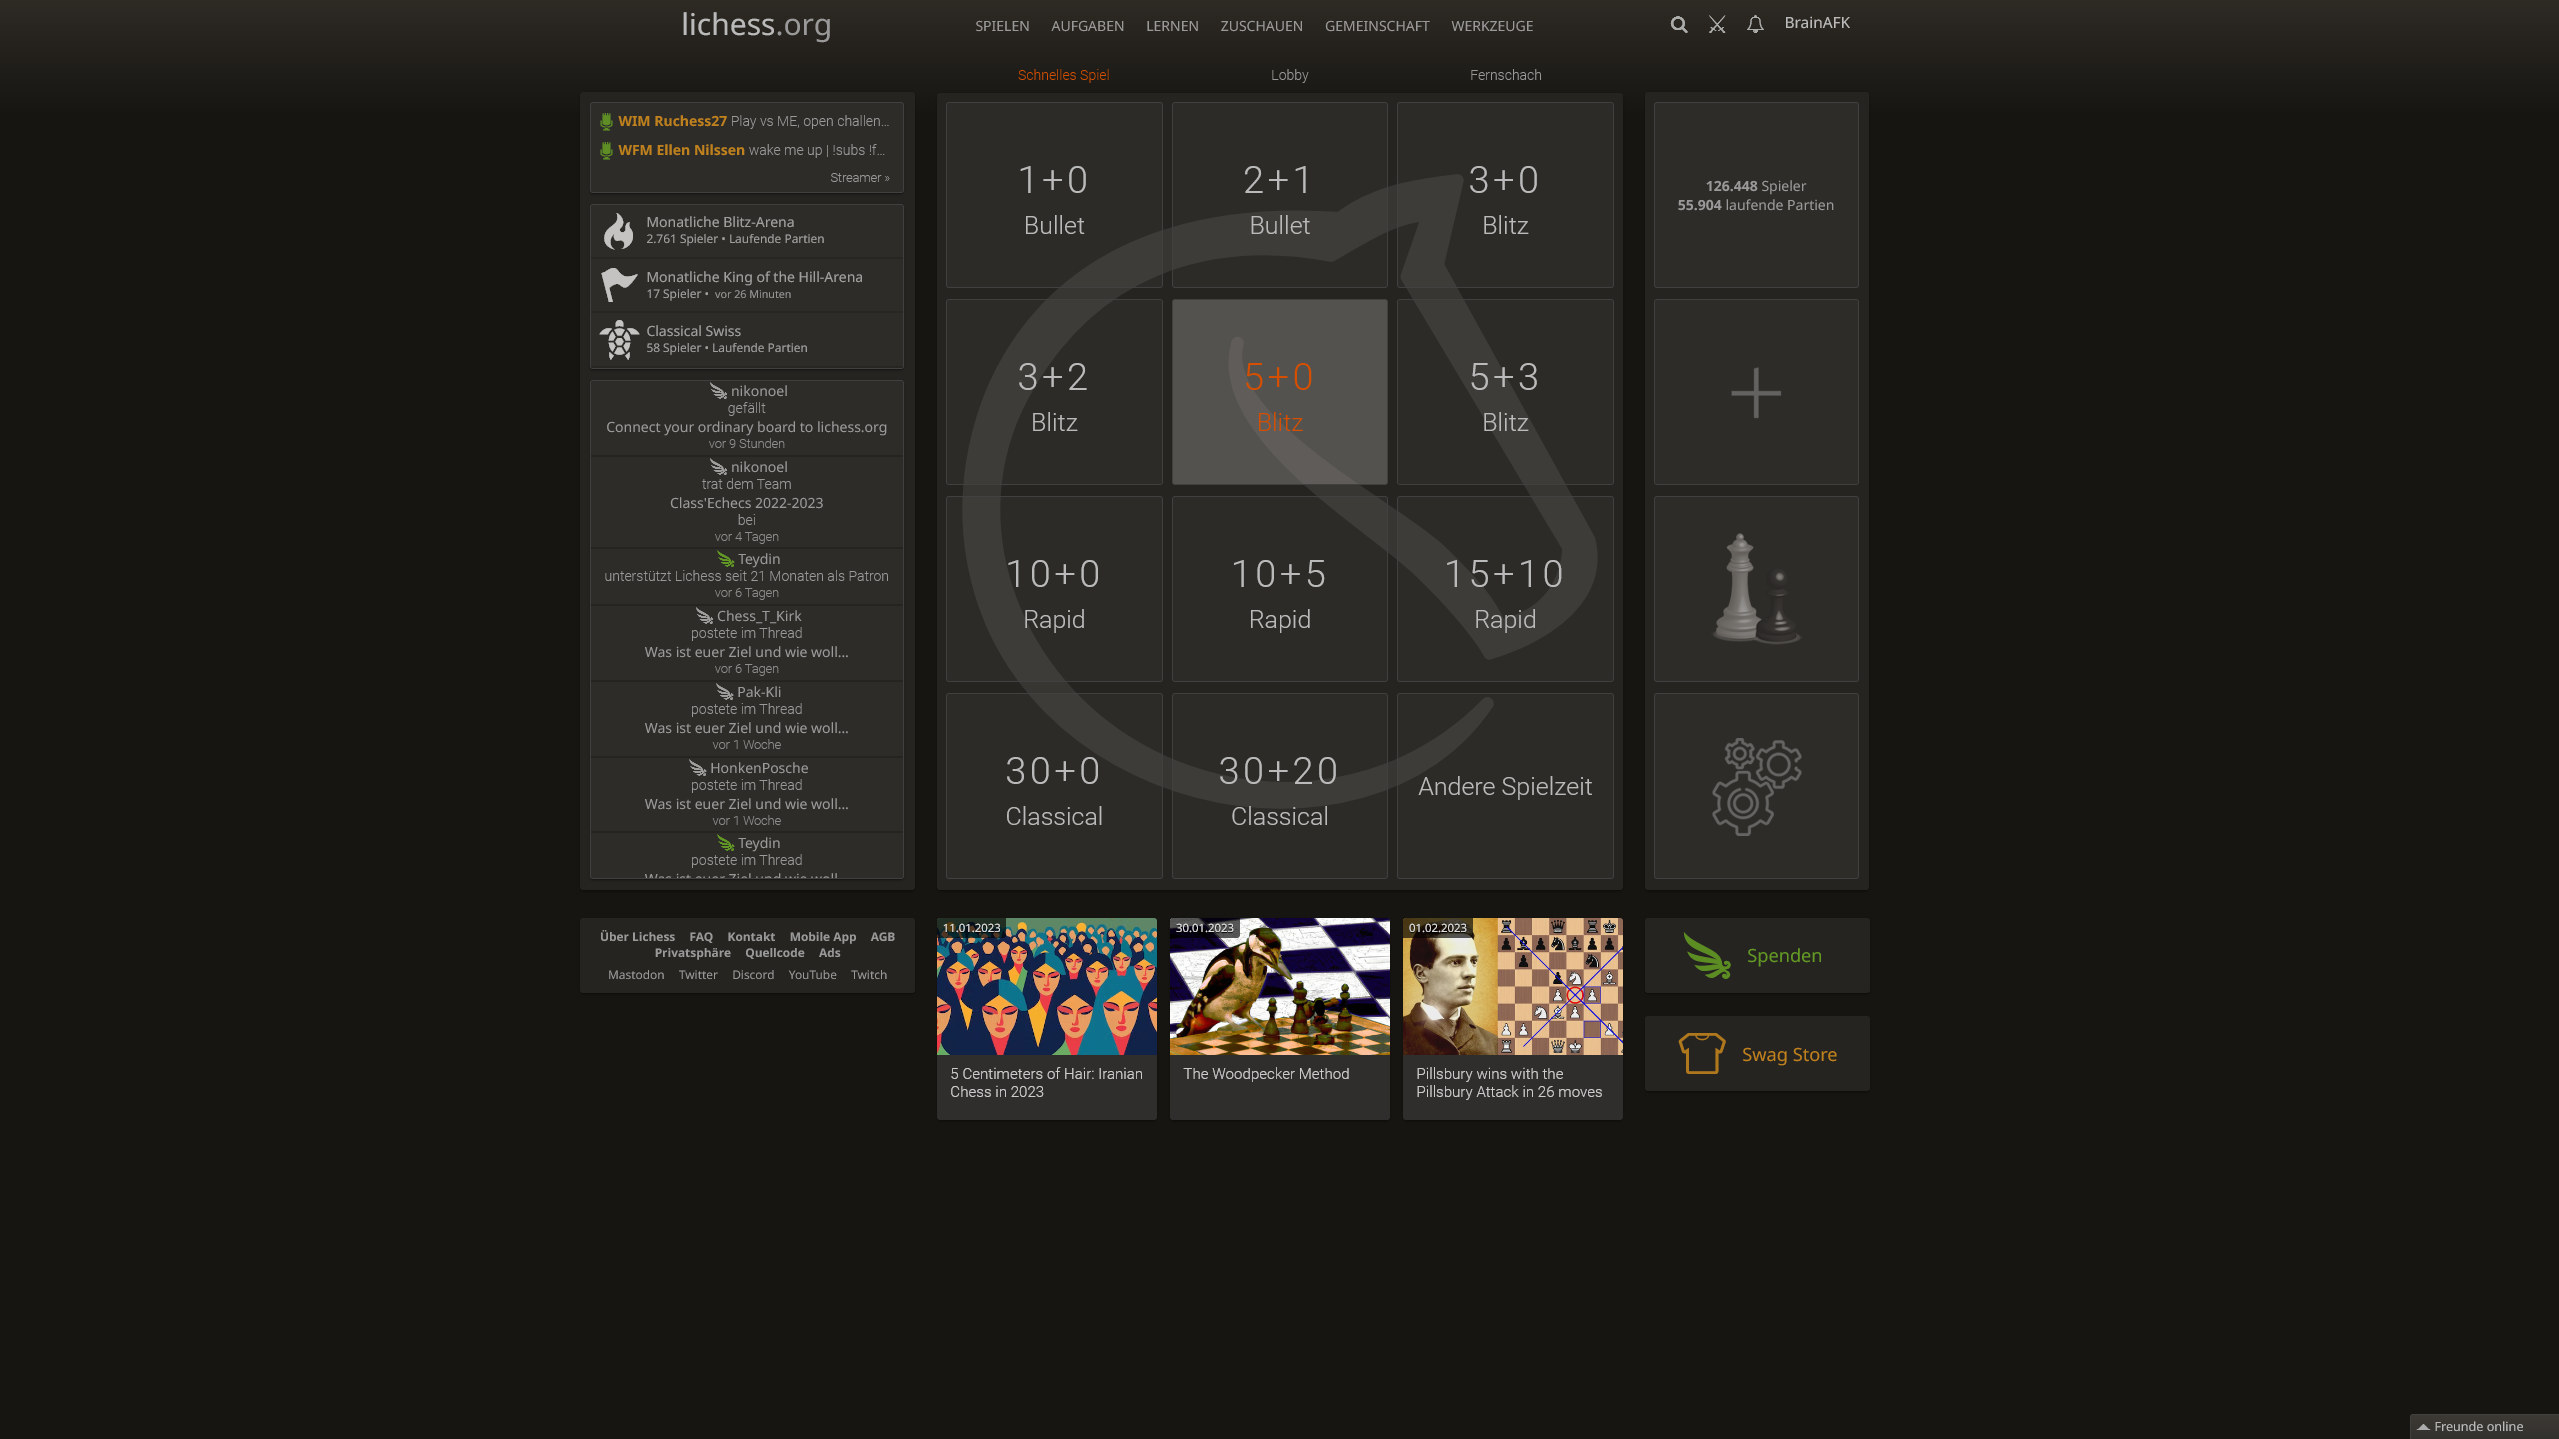 lichess.org
SPIELEN AUFGABEN LERNEN ZUSCHAUEN GEMEINSCHAFT WERKZEUGE
BrainAFK
Schnelles Spiel
Lobby
Fernschach
WIM Ruchess27 Play vs ME, open challen...
WFM Ellen Nilssen wake me up | !subs !f...
Streamer »
Monatliche Blitz-Arena
2.761 Spieler • Laufende Partien
Monatliche King of the Hill-Arena
17 Spieler • vor 26 Minuten
Classical Swiss
58 Spieler • Laufende Partien
nikonoel
gefällt
Connect your ordinary board to lichess.org
vor 9 Stunden
nikonoel
trat dem Team
Class'Echecs 2022-2023
bei
vor 4 Tagen
Teydin
unterstützt Lichess seit 21 Monaten als Patron
vor 6 Tagen
Chess_T_Kirk
postete im Thread
Was ist euer Ziel und wie woll...
vor 6 Tagen
Pak-Kli
postete im Thread
Was ist euer Ziel und wie woll...
vor 1 Woche
HonkenPosche
postete im Thread
Was ist euer Ziel und wie woll...
vor 1 Woche
Teydin
postete im Thread
Was ist euer Ziel und wie woll...
1+0
Bullet
2+1
Bullet
3+0
Blitz
3+2
Blitz
5+0
Blitz
5+3
Blitz
10+0
Rapid
10+5
Rapid
15+10
Rapid
30+0
Classical
30+20
Classical
Andere Spielzeit
126.448 Spieler
55.904 laufende Partien
Über Lichess FAQ Kontakt Mobile App AGB
Privatsphäre Quellcode Ads
Mastodon Twitter Discord YouTube Twitch
11.01.2023
5 Centimeters of Hair: Iranian
Chess in 2023
30.01.2023
The Woodpecker Method
01.02.2023
Pillsbury wins with the
Pillsbury Attack in 26 moves
Spenden
Swag Store
Freunde online